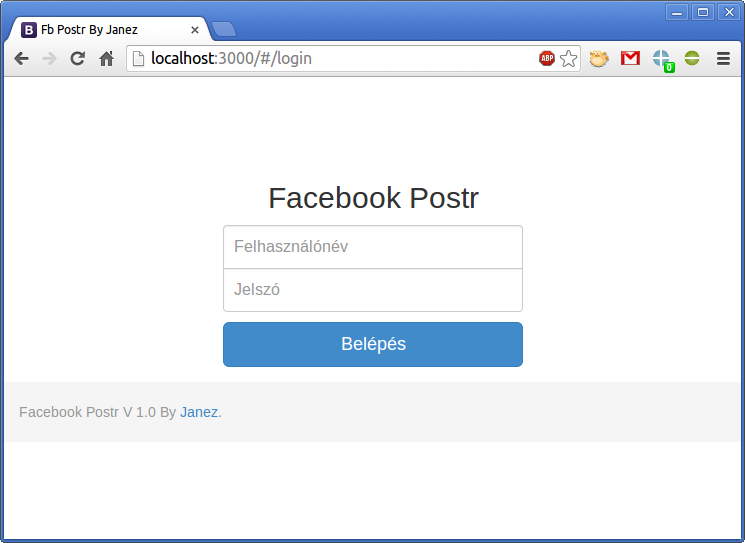 B Fb Postr By Janez
localhost:3000/#/login
ABP
0
Facebook Postr
Felhasználónév
Jelszó
Belépés
Facebook Postr V 1.0 By Janez.